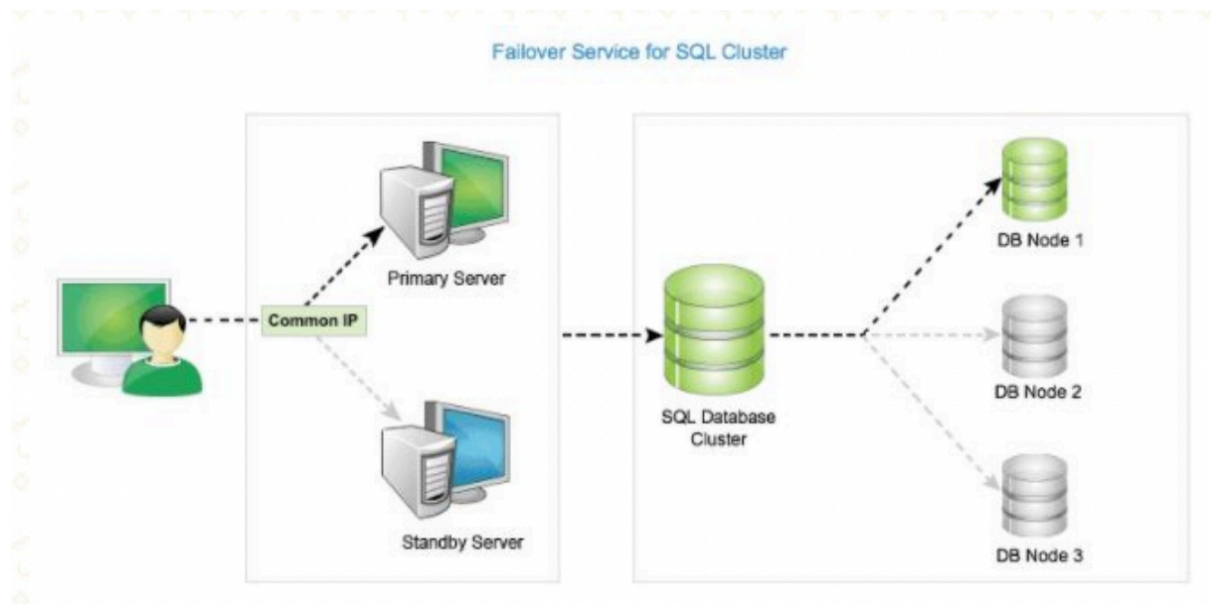 Failover Service for SQL Cluster
Primary Server
Common IP
Standby Server
SQL Database
Cluster
DB Node 1
DB Node 2
DB Node 3